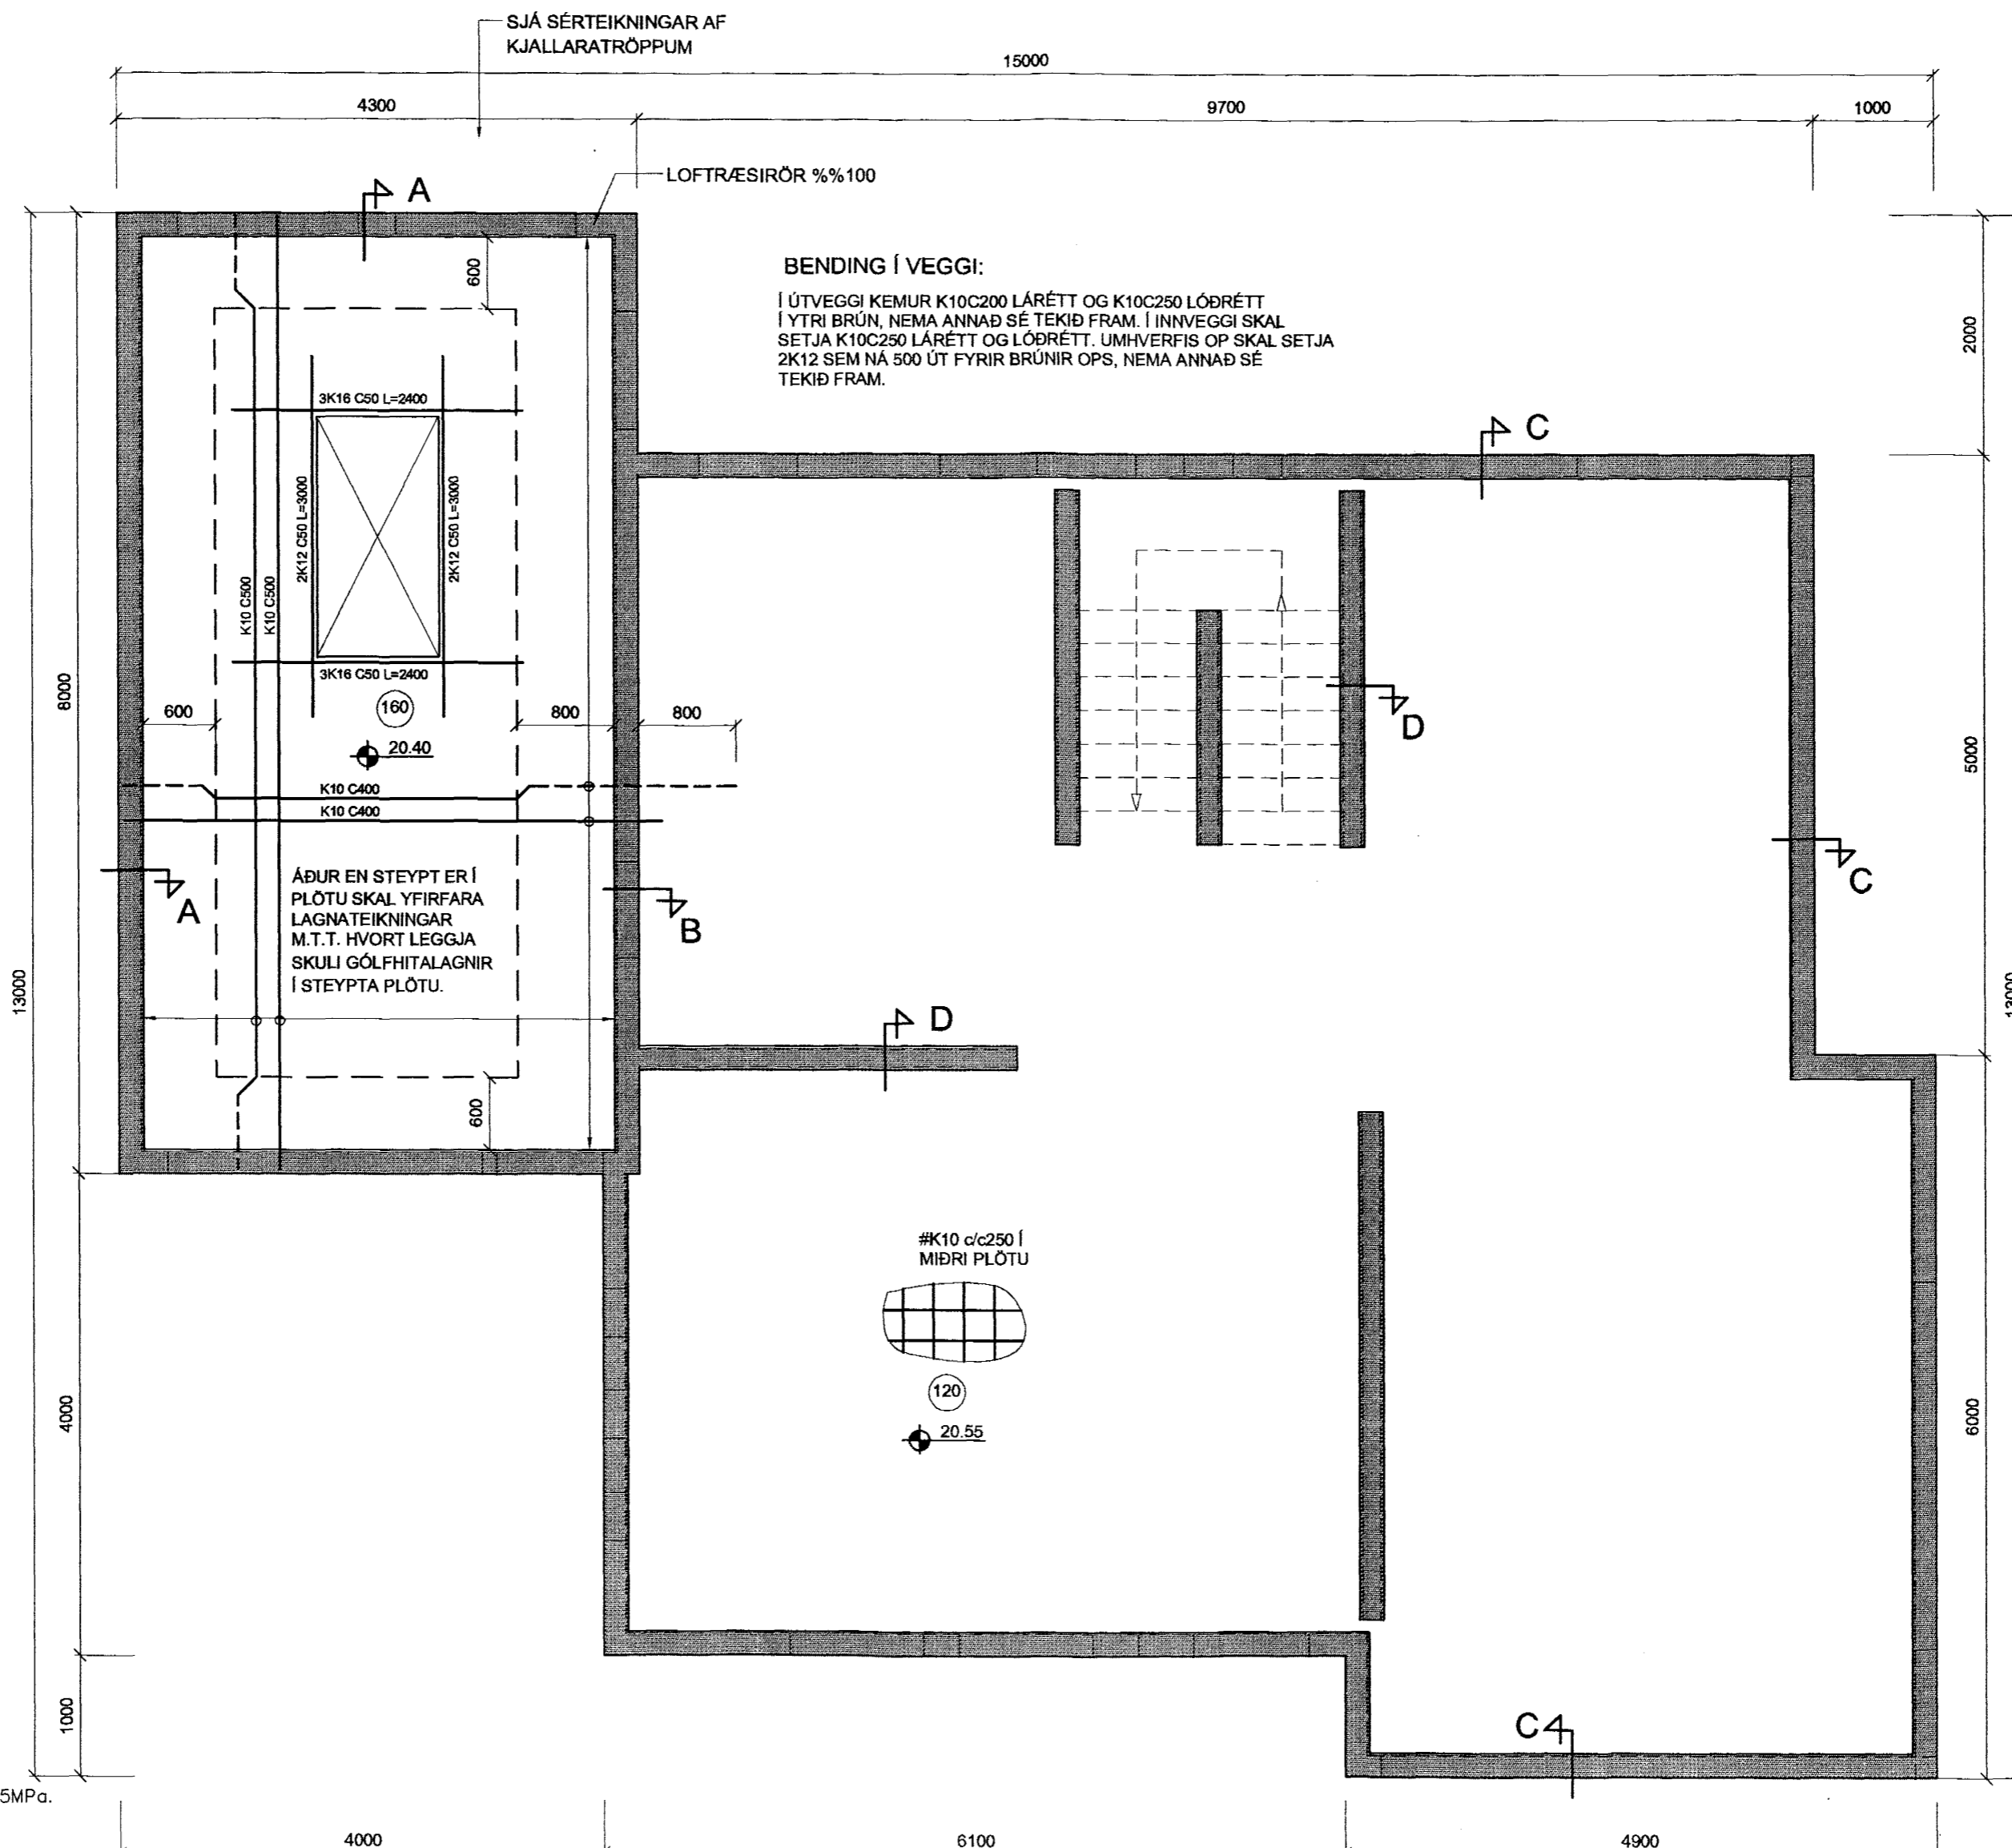 SJÁ SÉRTEIKNINGAR AF
KJALLARATRÖPPUM
15000
4300
9700
1000
LOFTRÆSIRÖR %%100
A
BENDING Í VEGGI:
Í ÚTVEGGI KEMUR K10C200 LÁRÉTT OG K10C250 LÓÐRÉTT
Í YTRI BRÚN, NEMA ANNAÐ SÉ TEKIÐ FRAM. Í INNVEGGI SKAL
SETJA K10C250 LÁRÉTT OG LÓÐRÉTT. UMHVERFIS OP SKAL SETJA
2K12 SEM NÁ 500 ÚT FYRIR BRÚNIR OPS, NEMA ANNAÐ SÉ
TEKIÐ FRAM.
600
2000
3K16 C50 L=2400
C
2K12 C50 L=3000
2K12 C50 L=3000
K10 C500
K10 C500
3K16 C50 L=2400
8000
160
600
800
800
D
20.40
5000
K10 C400
K10 C400
ÁÐUR EN STEYPT ER Í
PLÖTU SKAL YFIRFARA
LAGNATEIKNINGAR
M.T.T. HVORT LEGGJA
SKULI GÓLFHITALAGNIR
Í STEYPTA PLÖTU.
A
B
C
13000
13000
D
600
#K10 c/c250 Í
MIÐRI PLÖTU
120
20.55
4000
6000
1000
C
5MPa.
4000
6100
4900